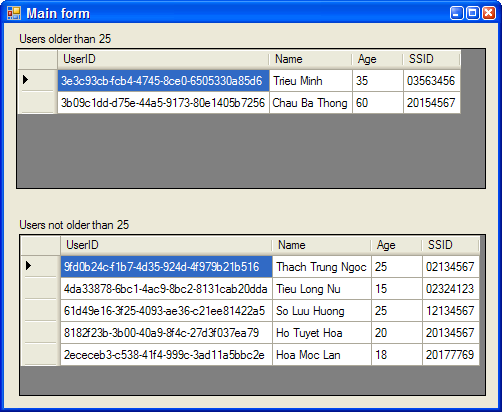 Main form
Users older than 25
UserID Name Age SSID
3e3c93cb-fcb4-4745-8ce0-6505330a85d6 Trieu Minh 35 03563456
3b09c1dd-d75e-44a5-9173-80e1405b7256 Chau Ba Thong 60 20154567
Users not older than 25
UserID Name Age SSID
9fd0b24c-f1b7-4d35-924d-4f979b21b516 Thach Trung Ngoc 25 02134567
4da33878-6bc1-4ac9-8bc2-8131cab20dda Tieu Long Nu 15 02324123
61d49e16-3f25-4093-ae36-c21ee81422a5 So Luu Huong 25 12134567
8182f23b-3b00-40a9-8f4c-27d3f037ea79 Ho Tuyet Hoa 20 20134567
2ececeb3-c538-41f4-999c-3ad11a5bbc2e Hoa Moc Lan 18 20177769